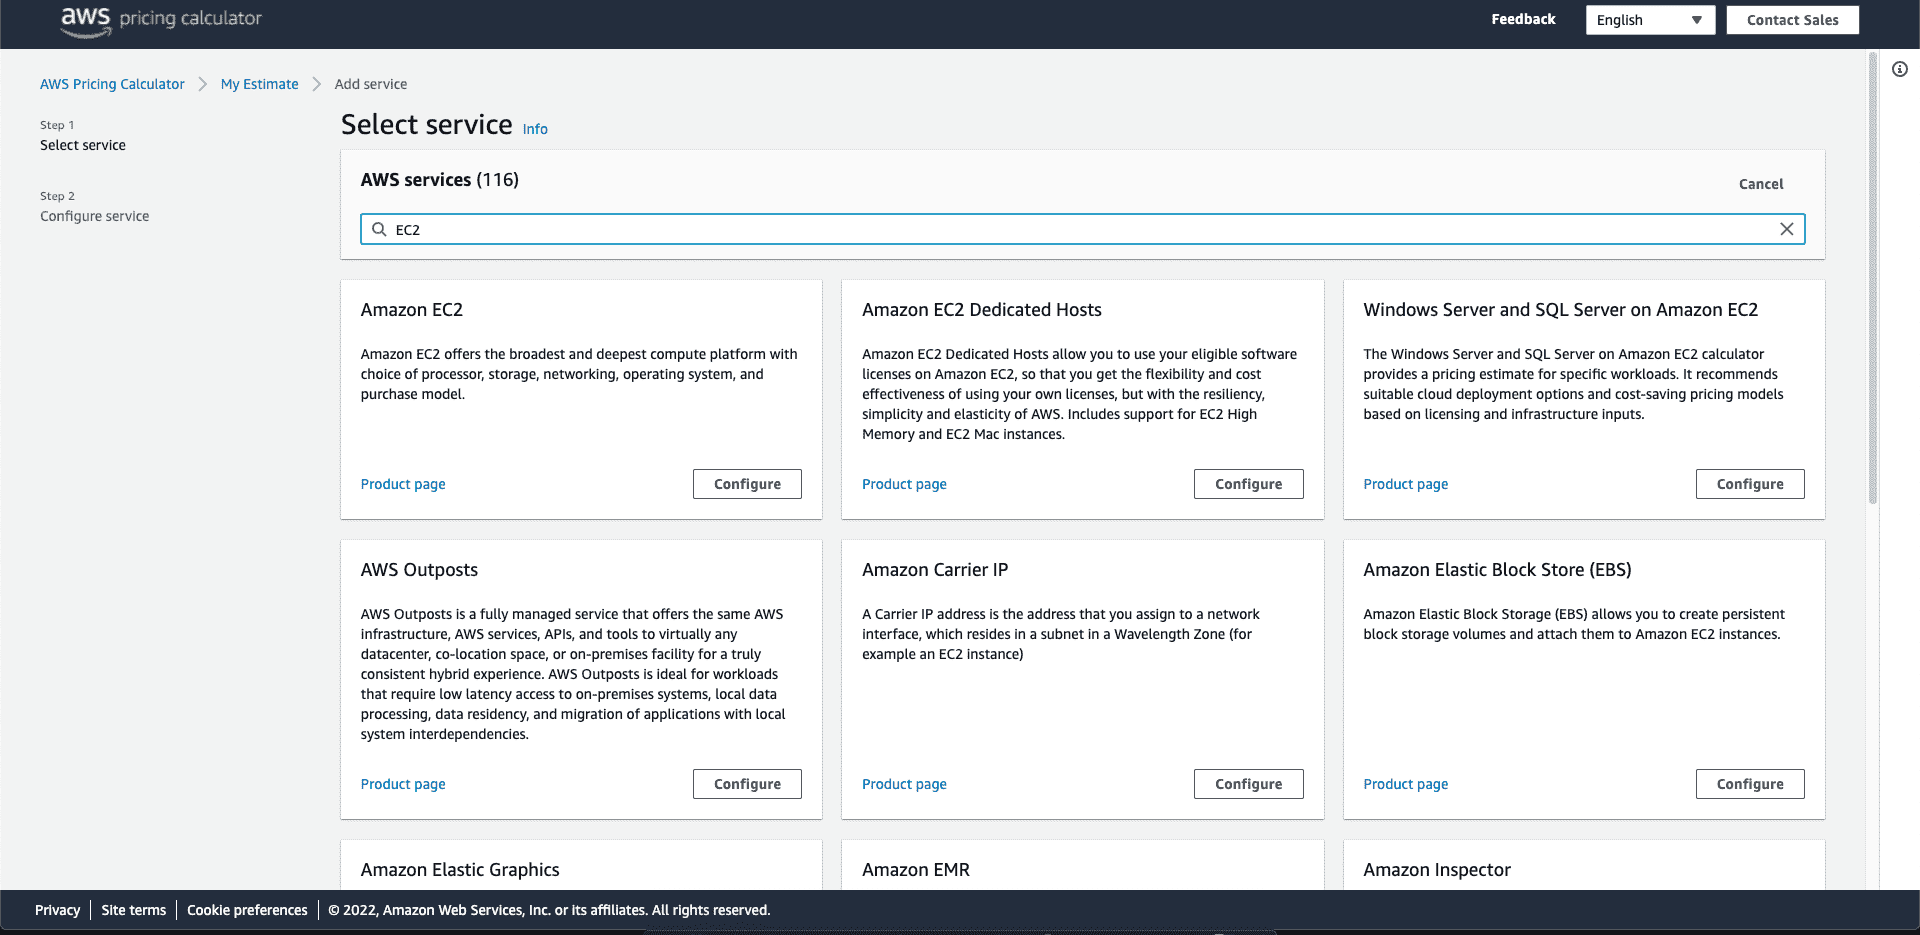 aws pricing calculator
Feedback
English
Contact Sales
AWS Pricing Calculator
My Estimate
Add service
Step 1
Select service
Step 2
Configure service
Select service Info
AWS services (116)
Cancel
EC2
Amazon EC2
Amazon EC2 offers the broadest and deepest compute platform with
choice of processor, storage, networking, operating system, and
purchase model.
Product page
Configure
Amazon EC2 Dedicated Hosts
Amazon EC2 Dedicated Hosts allow you to use your eligible software
licenses on Amazon EC2, so that you get the flexibility and cost
effectiveness of using your own licenses, but with the resiliency,
simplicity and elasticity of AWS. Includes support for EC2 High
Memory and EC2 Mac instances.
Product page
Configure
Windows Server and SQL Server on Amazon EC2
The Windows Server and SQL Server on Amazon EC2 calculator
provides a pricing estimate for specific workloads. It recommends
suitable cloud deployment options and cost-saving pricing models
based on licensing and infrastructure inputs.
Product page
Configure
AWS Outposts
AWS Outposts is a fully managed service that offers the same AWS
infrastructure, AWS services, APIs, and tools to virtually any
datacenter, co-location space, or on-premises facility for a truly
consistent hybrid experience. AWS Outposts is ideal for workloads
that require low latency access to on-premises systems, local data
processing, data residency, and migration of applications with local
system interdependencies.
Product page
Configure
Amazon Carrier IP
A Carrier IP address is the address that you assign to a network
interface, which resides in a subnet in a Wavelength Zone (for
example an EC2 instance)
Product page
Configure
Amazon Elastic Block Store (EBS)
Amazon Elastic Block Storage (EBS) allows you to create persistent
block storage volumes and attach them to Amazon EC2 instances.
Product page
Configure
Amazon Elastic Graphics
Amazon EMR
Amazon Inspector
Privacy
Site terms
Cookie preferences
© 2022, Amazon Web Services, Inc. or its affiliates. All rights reserved.